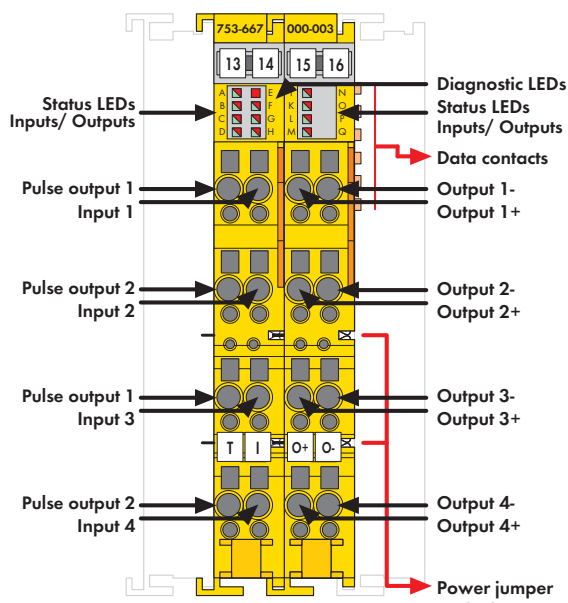 753-667 000-003
13 14 15 16
A E N
B F K O
C G L P
D H M Q
Status LEDs
Inputs/ Outputs
Diagnostic LEDs
Status LEDs
Inputs/ Outputs
Data contacts
Pulse output 1
Input 1
Output 1-
Output 1+
Pulse output 2
Input 2
Output 2-
Output 2+
Pulse output 1
Input 3
Output 3-
Output 3+
T I O+ O-
Pulse output 2
Input 4
Output 4-
Output 4+
Power jumper